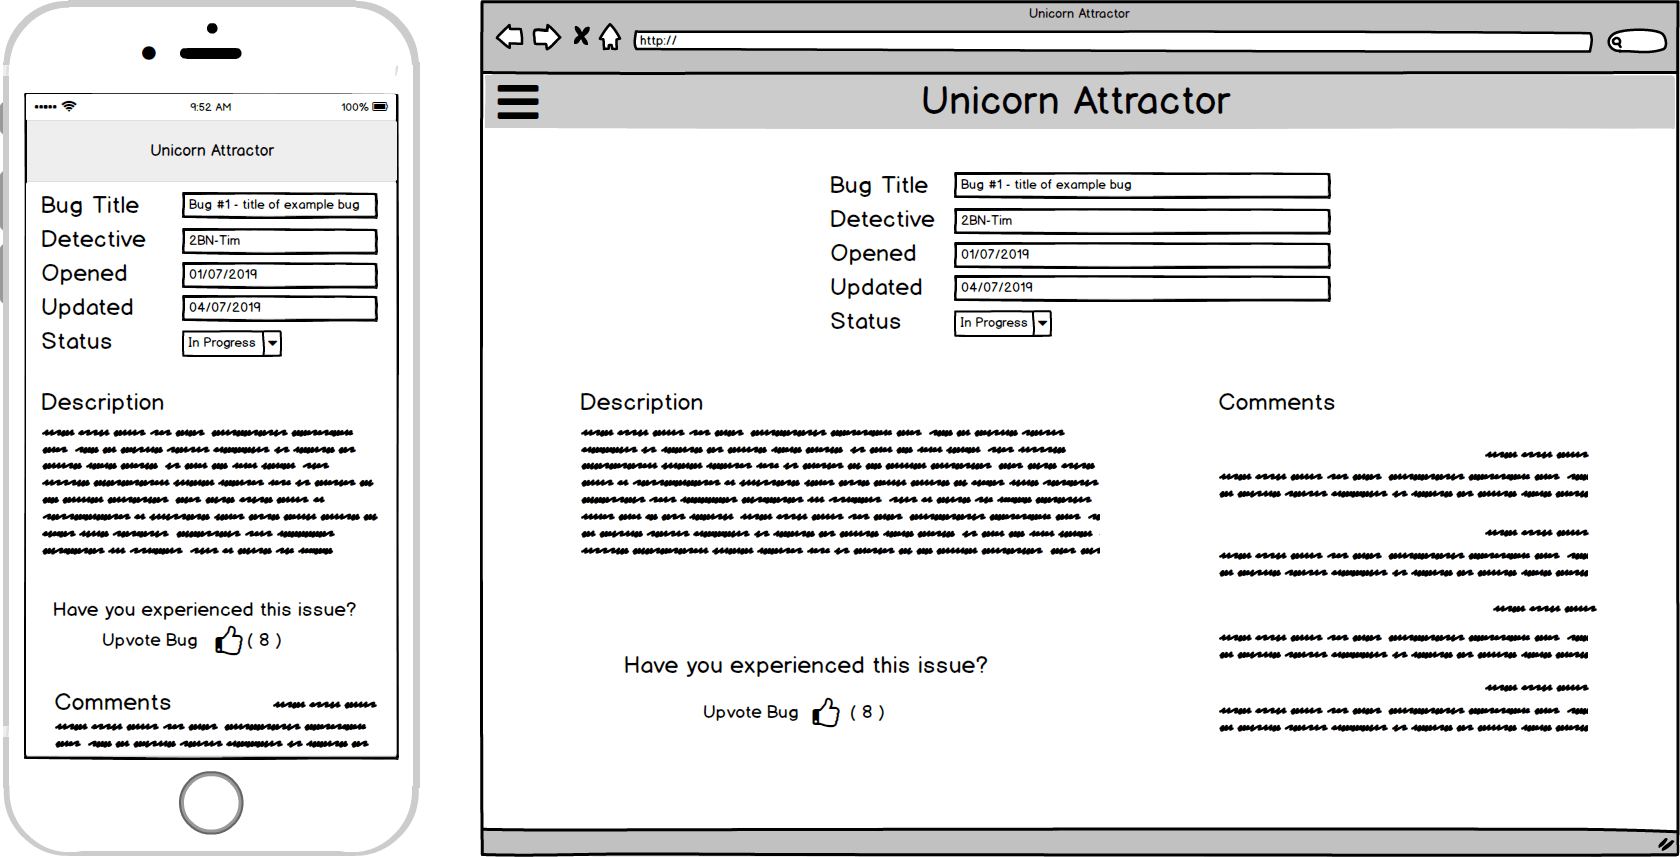 9:52 AM
100%
Unicorn Attractor
Bug Title
Bug #1 - title of example bug
Detective
2BN-Tim
Opened
01/07/2019
Updated
04/07/2019
Status
In Progress
Description
Have you experienced this issue?
Upvote Bug ( 8 )
Comments
Unicorn Attractor
http://
Unicorn Attractor
Bug Title
Bug #1 - title of example bug
Detective
2BN-Tim
Opened
01/07/2019
Updated
04/07/2019
Status
In Progress
Description
Have you experienced this issue?
Upvote Bug ( 8 )
Comments